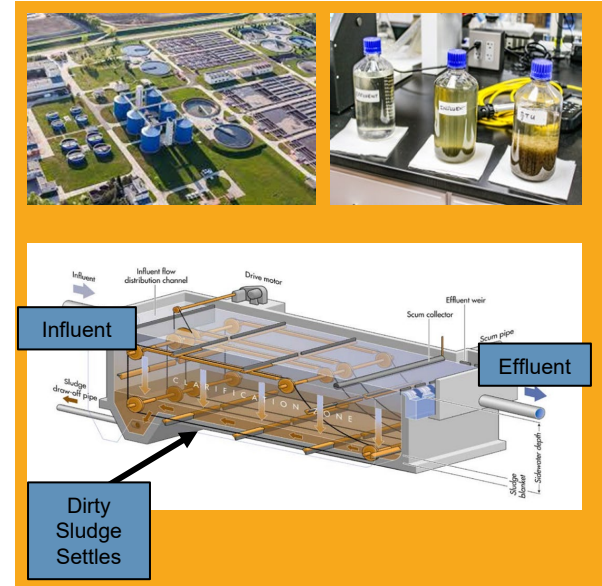 EFFLUENT
INFLUENT
Influent
Influent flow
distribution channel
Drive motor
Effluent weir
Scum collector
Scum pipe
Influent
Effluent
Sludge
draw-off pipe
CLARIFICATION ZONE
Sludge
blanket
Sidewater depth
Dirty
Sludge
Settles